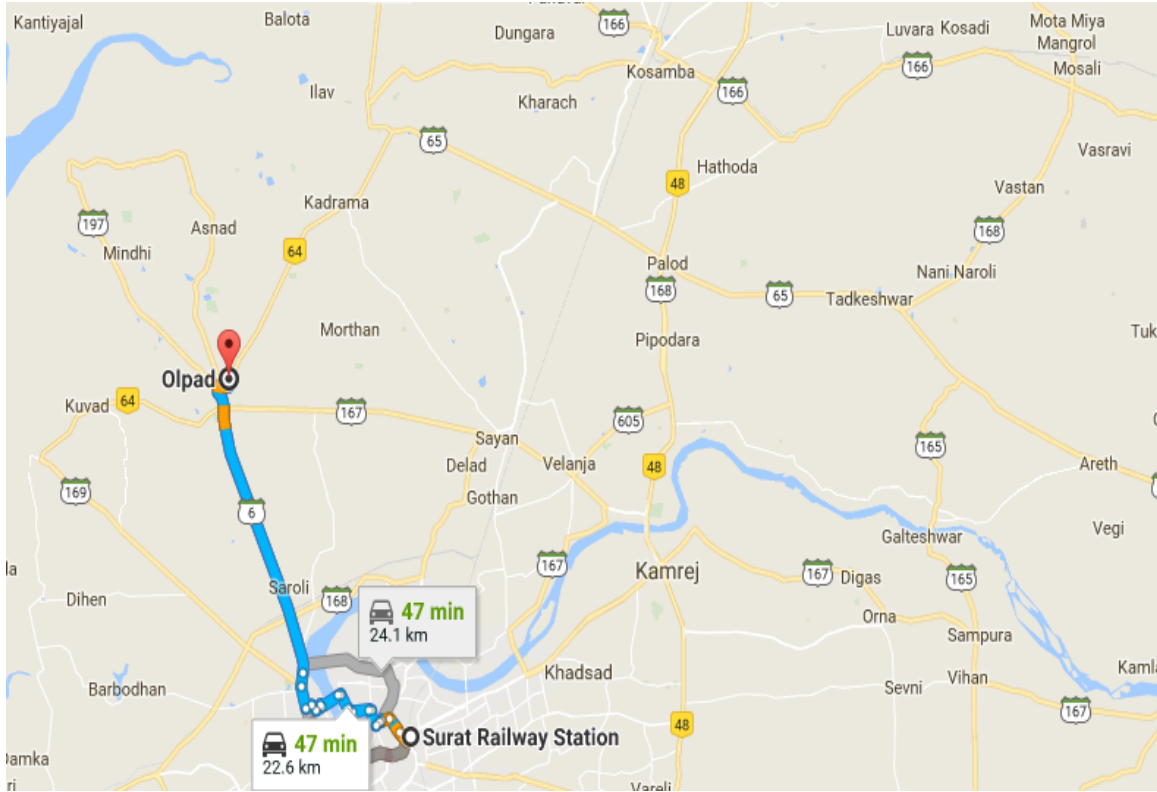 Kantiyajal
Balota
Dungara
166
Luvara
Kosadi
Mota Miya
Mangrol
Mosali
Kosamba
166
166
Ilav
Kharach
65
Vasravi
Hathoda
48
Vastan
Kadrama
197
Asnad
168
Mindhi
64
Palod
Nani Naroli
168
65
Tadkeshwar
Morthan
Pipodara
Olpad
Kuvad
64
167
605
Sayan
165
Delad
Velanja
48
Areth
169
Gothan
6
Vegi
Galteshwar
167
Kamrej
167
Digas
165
Saroli
168
Dihen
47 min
24.1 km
Orna
Sampura
Khadsad
Vihan
Barbodhan
Sevni
167
48
Surat Railway Station
47 min
22.6 km
Vareli